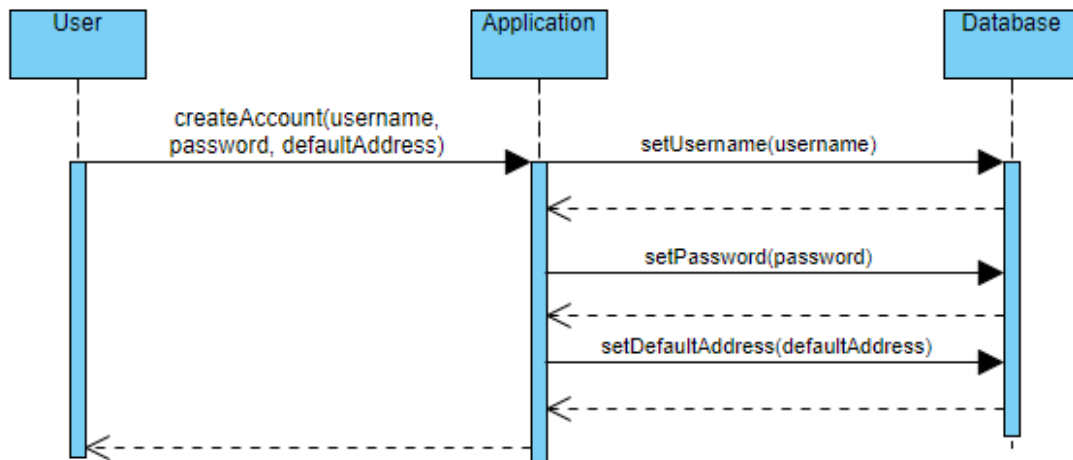 User
Application
Database
createAccount(username,
password, defaultAddress)
setUsername(username)
setPassword(password)
setDefaultAddress(defaultAddress)